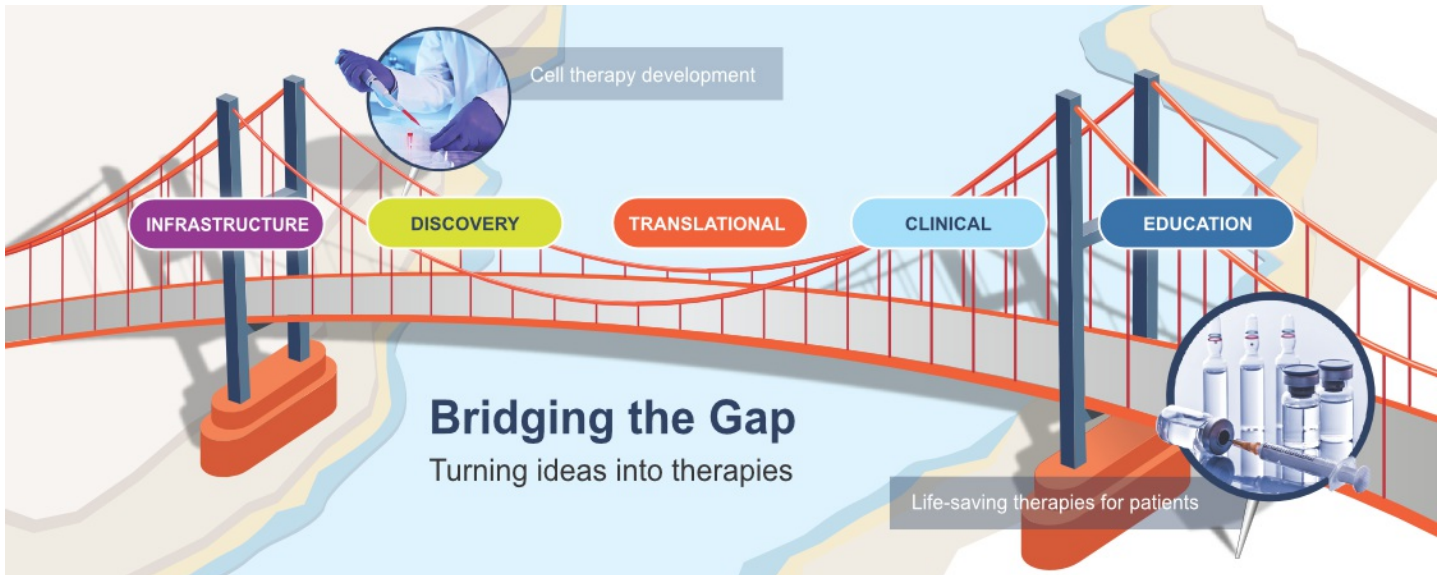 Cell therapy development
INFRASTRUCTURE
DISCOVERY
TRANSLATIONAL
CLINICAL
EDUCATION
Bridging the Gap
Turning ideas into therapies
Life-saving therapies for patients